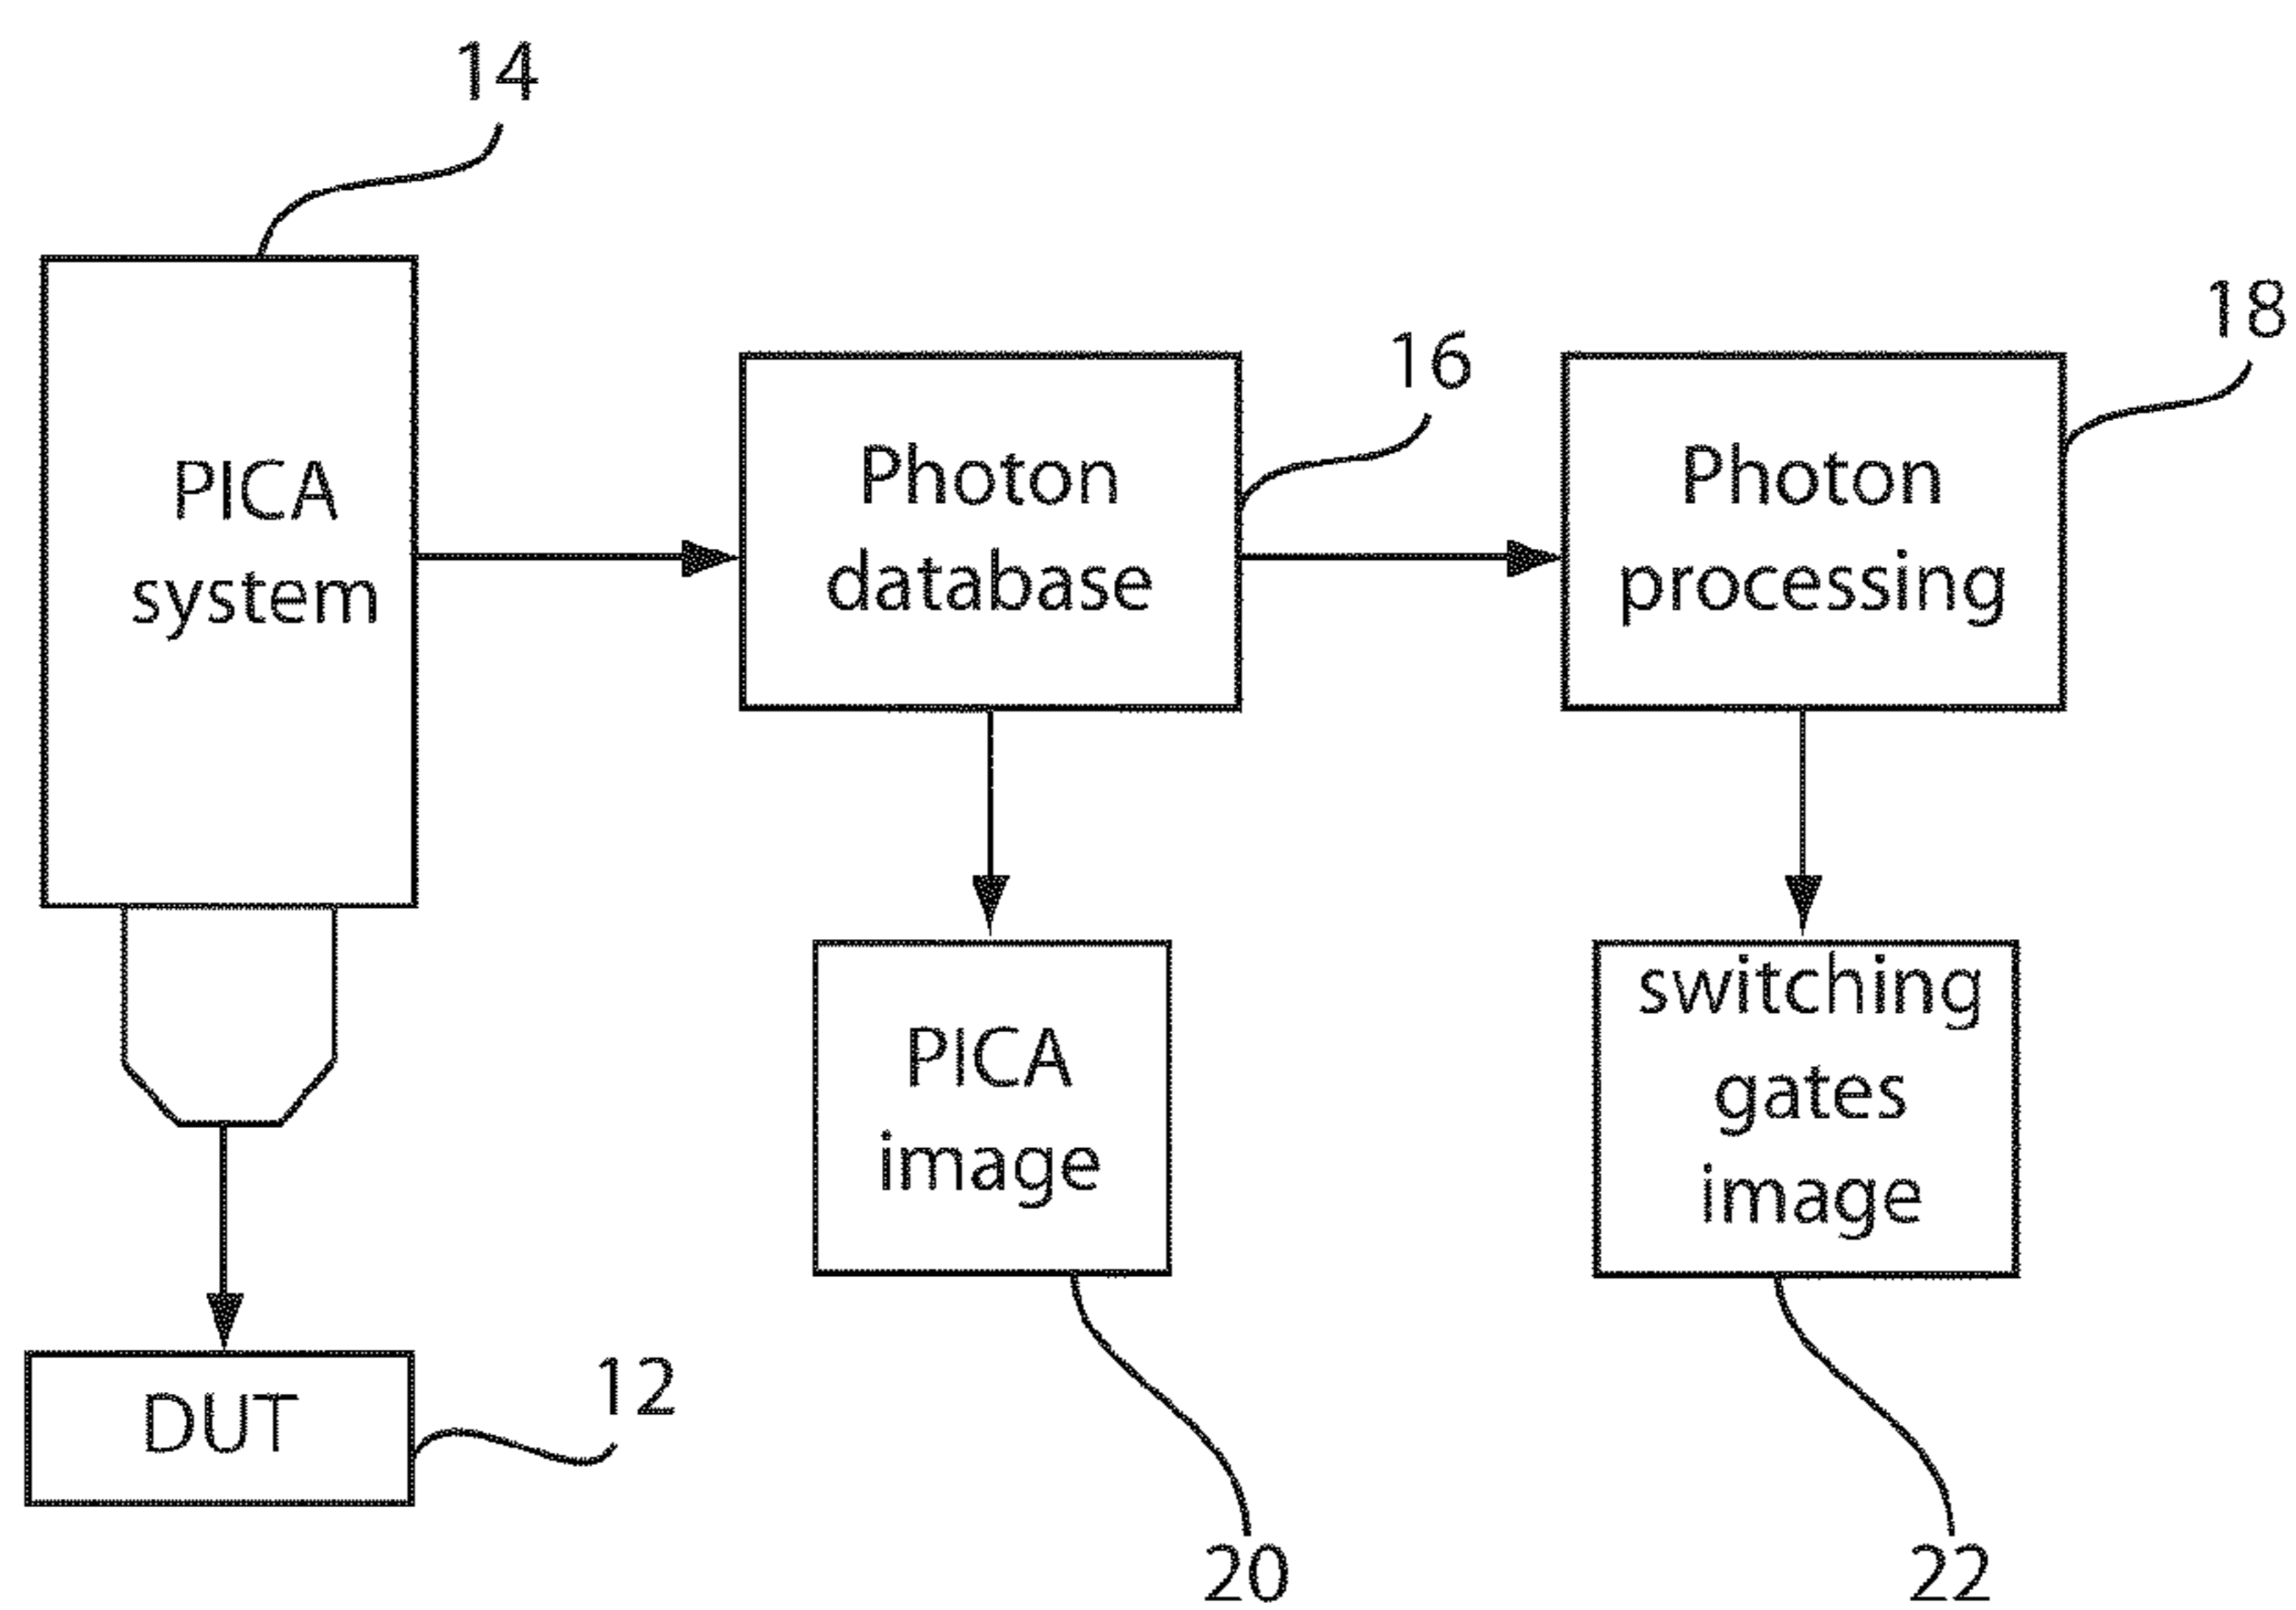 14
PICA
system
Photon
database
16
Photon
processing
18
PICA
image
switching
gates
image
DUT
12
20
22